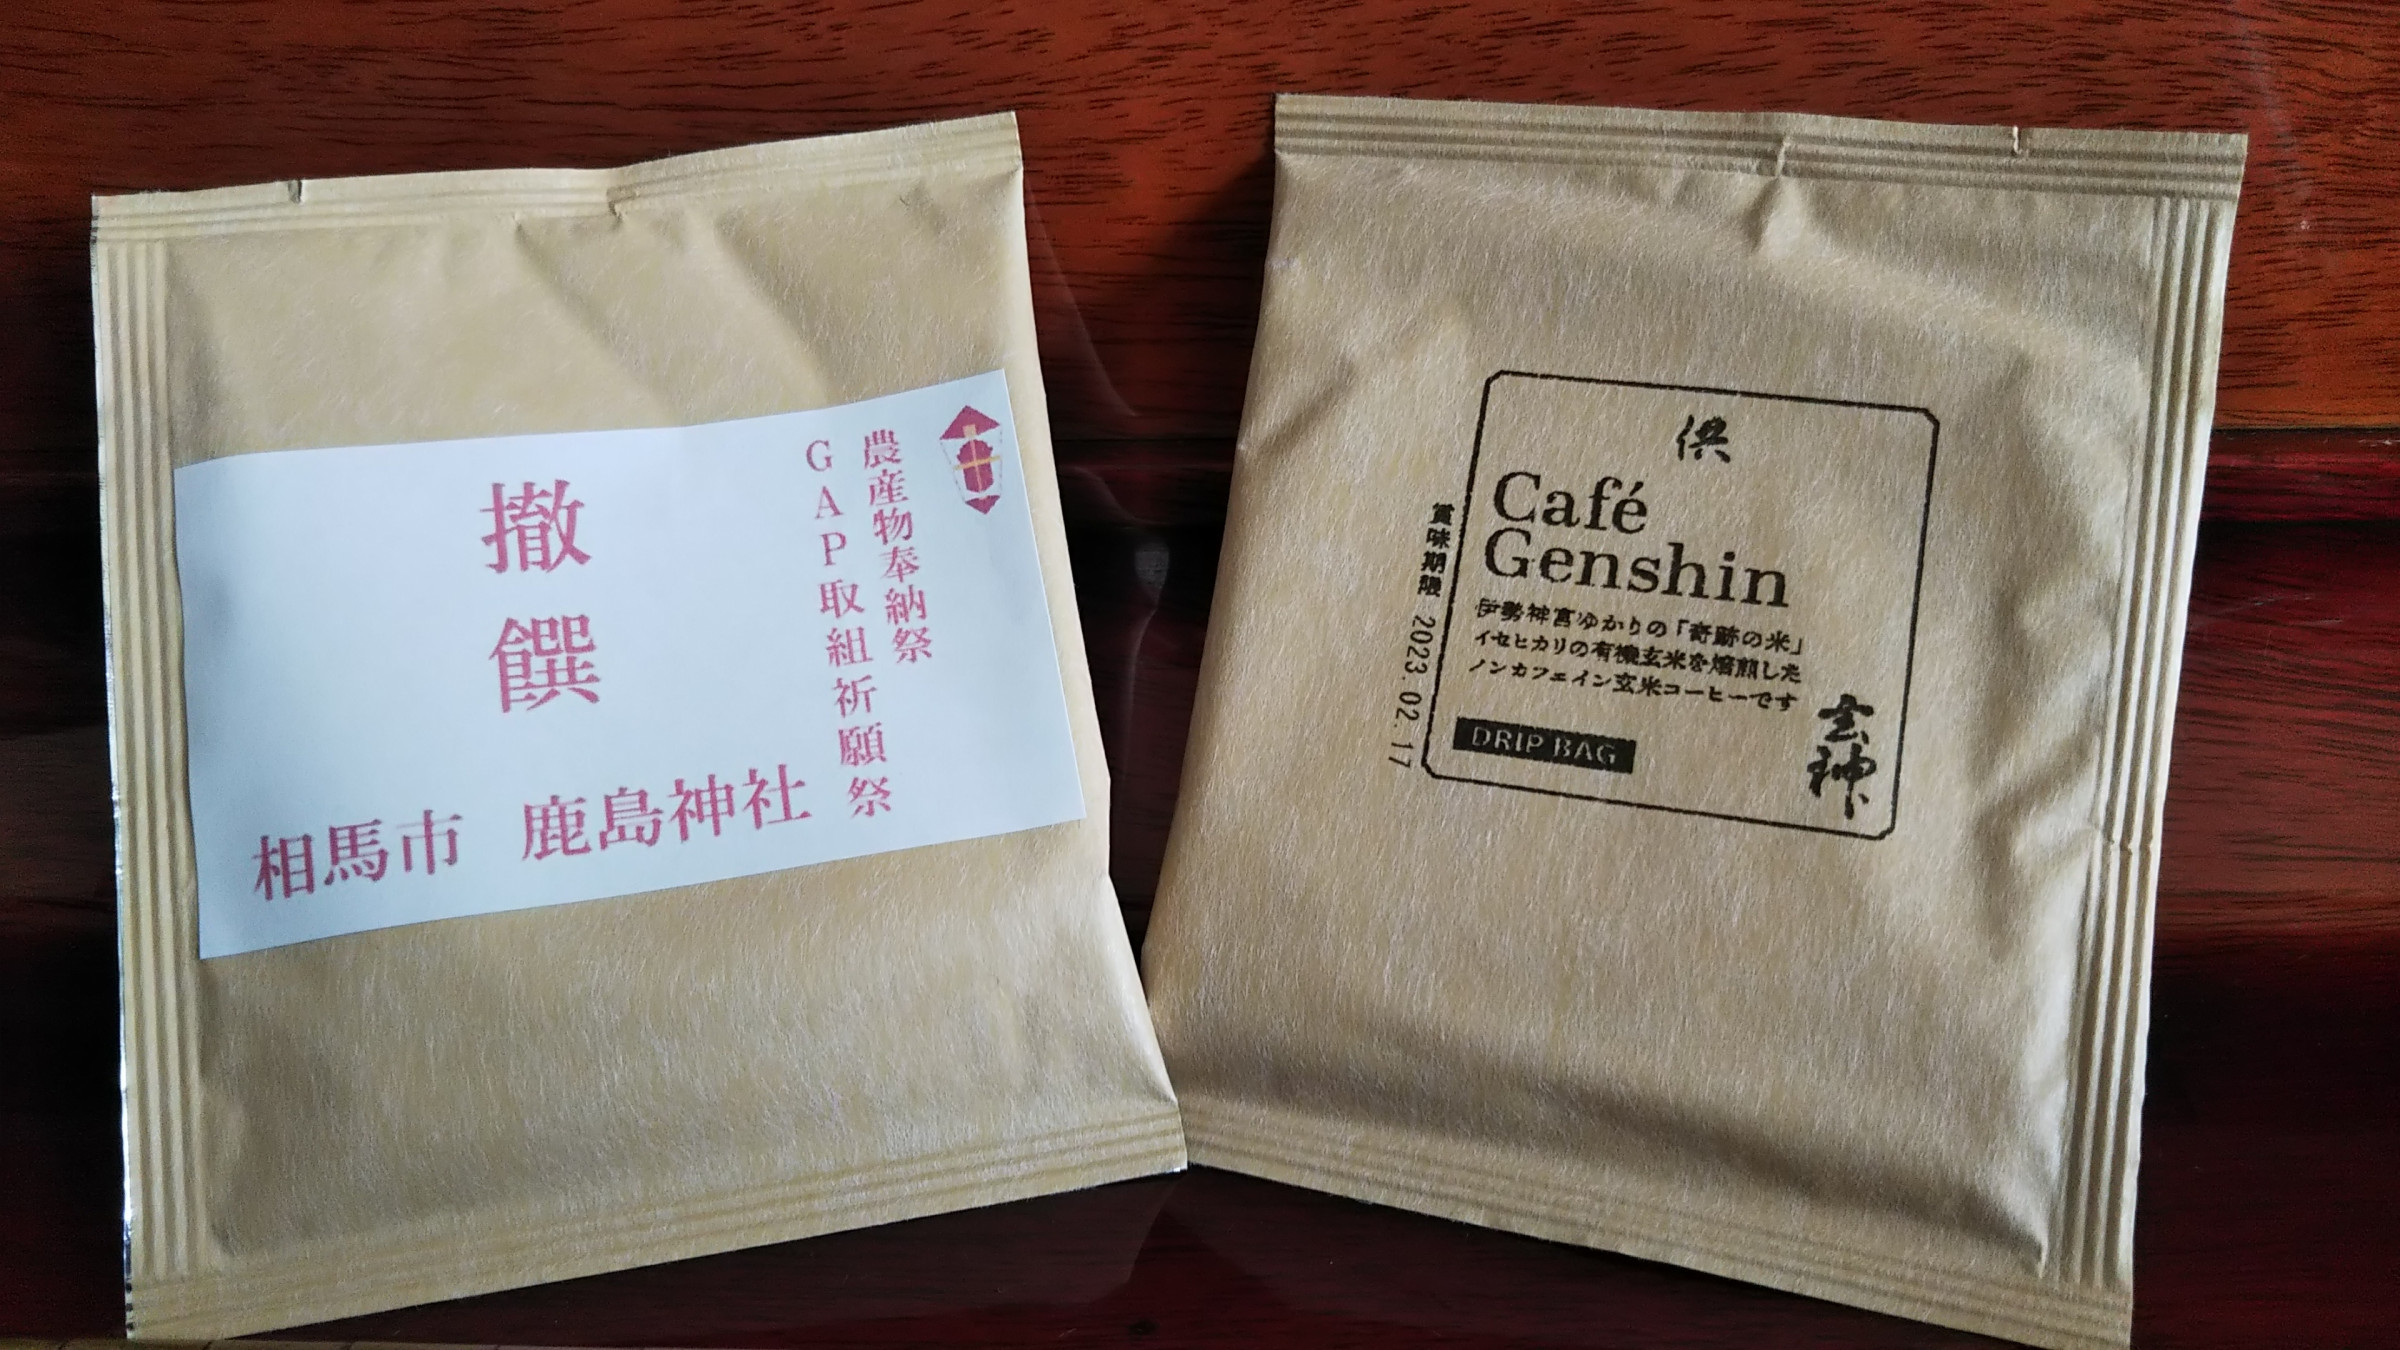 農産物奉納祭
GAP取組祈願祭
撤饌
相馬市 鹿島神社
供
Café
Genshin
伊勢神宮ゆかりの「奇跡の米」
イセヒカリの有機玄米を焙煎した
ノンカフェイン玄米コーヒーです
DRIP BAG
玄神
賞味期限 2023.02.17